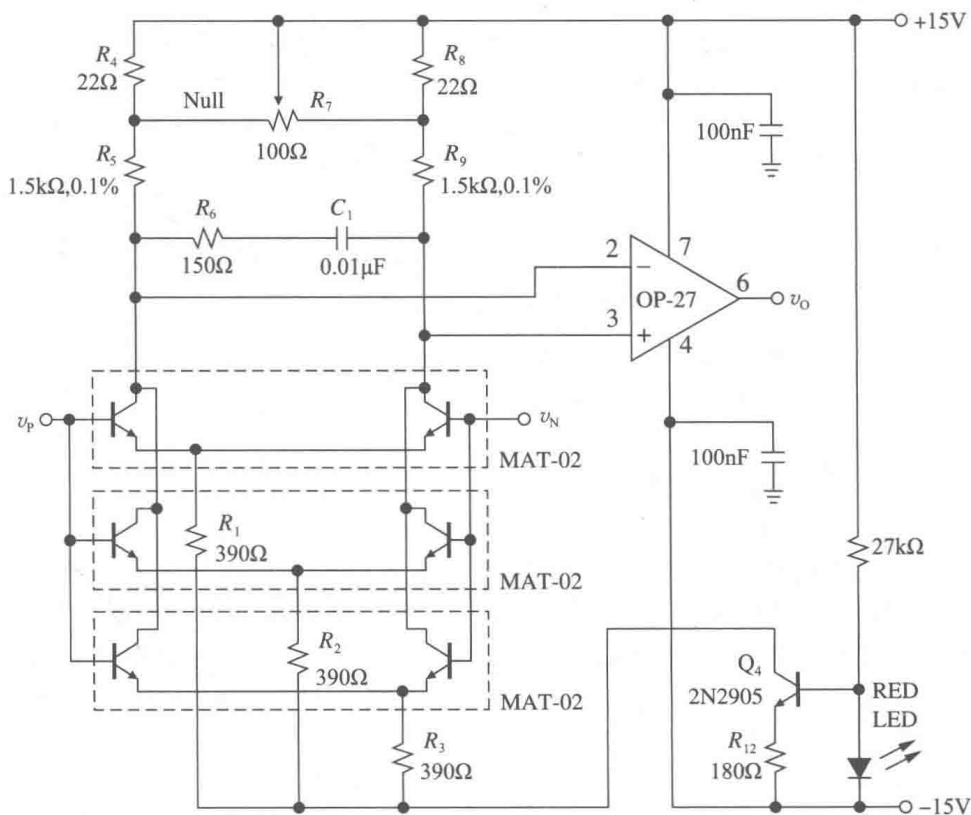 +15V
R4
22Ω
R8
22Ω
Null
R7
100Ω
100nF
R5
1.5kΩ,0.1%
R9
1.5kΩ,0.1%
R6
150Ω
C1
0.01μF
2
−
7
OP-27
6
vO
3
+
4
vP
vN
MAT-02
100nF
R1
390Ω
27kΩ
MAT-02
R2
390Ω
Q4
2N2905
RED
LED
MAT-02
R3
390Ω
R12
180Ω
−15V